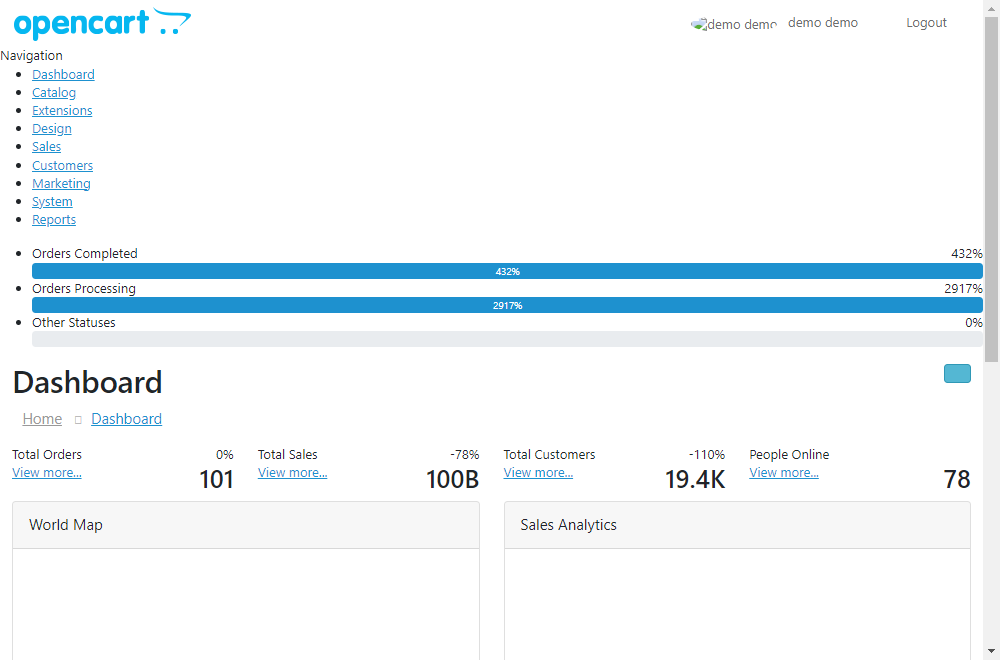 opencart
demo demo demo demo Logout
Navigation
Dashboard
Catalog
Extensions
Design
Sales
Customers
Marketing
System
Reports
Orders Completed 432%
432%
Orders Processing 2917%
2917%
Other Statuses 0%
Dashboard
Home Dashboard
Total Orders 0%
View more...
101
Total Sales -78%
View more...
100B
Total Customers -110%
View more...
19.4K
People Online
View more...
78
World Map
Sales Analytics